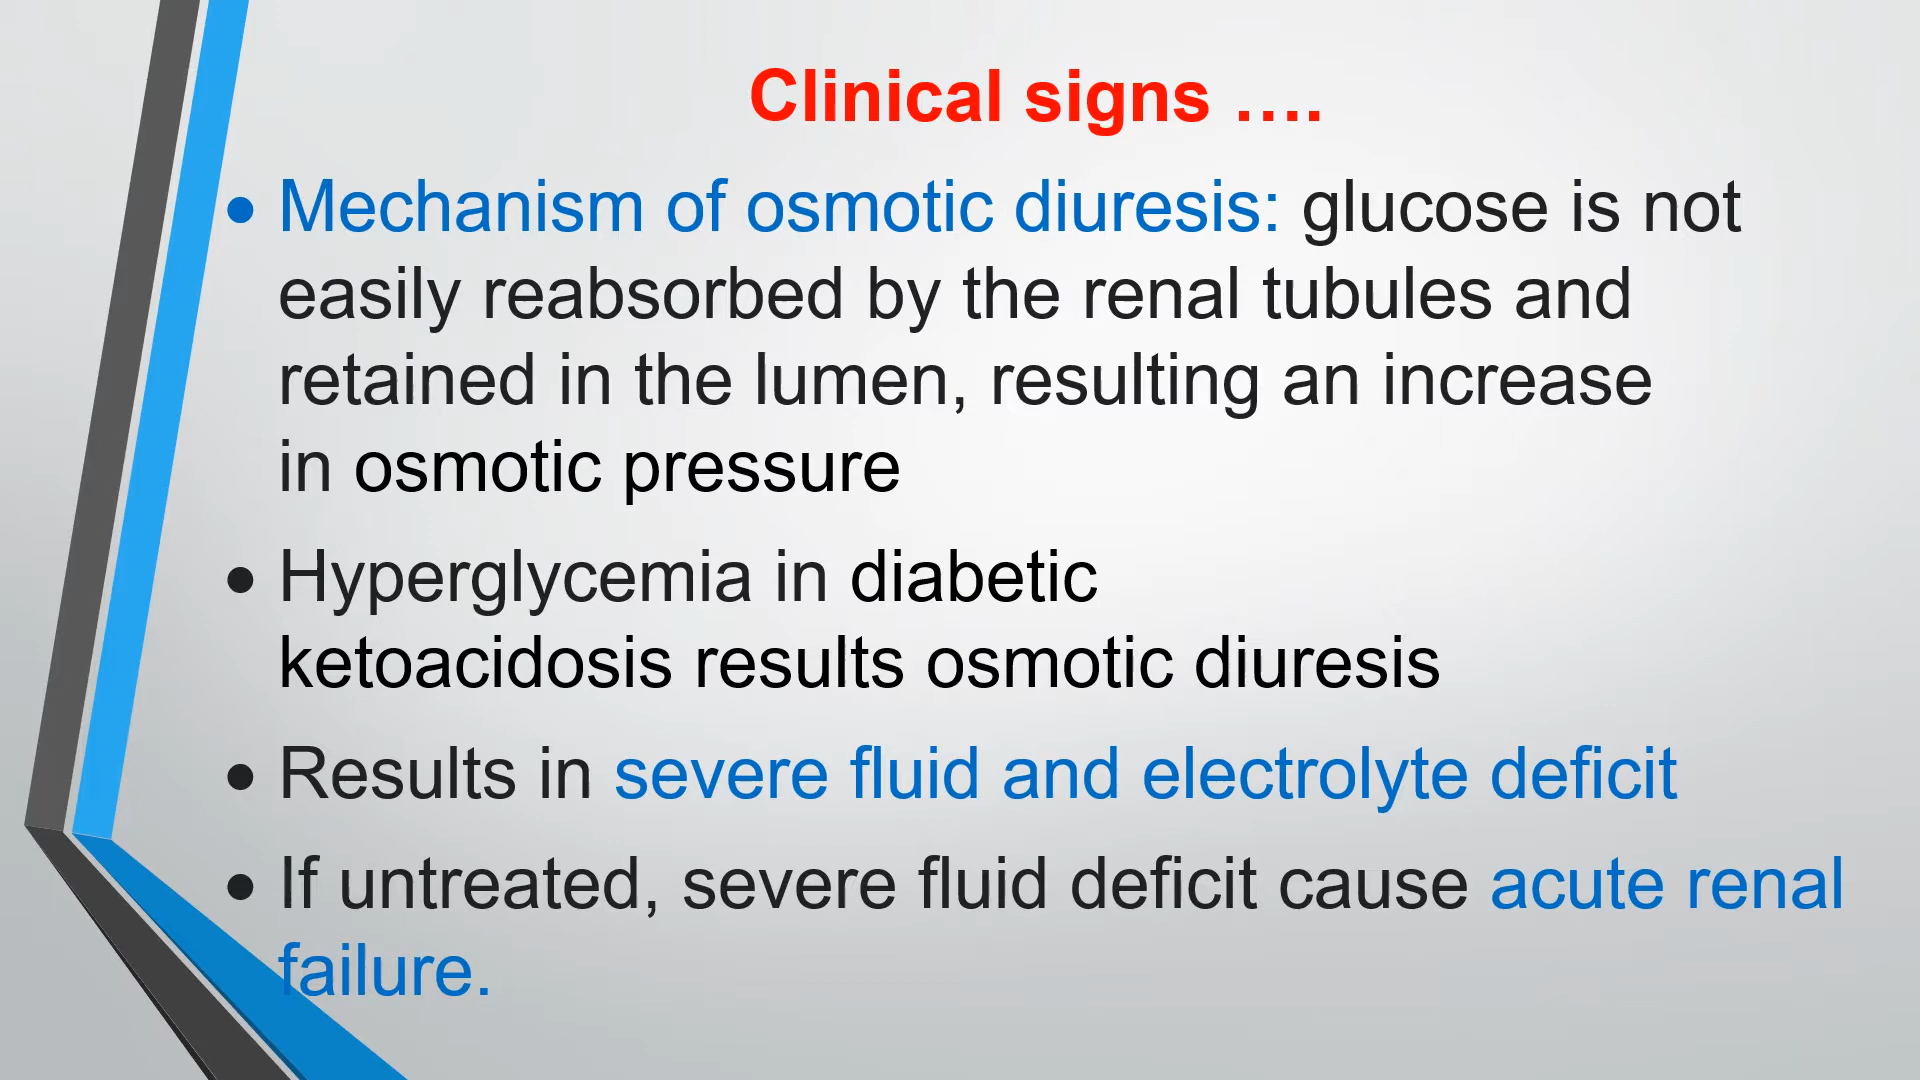 Clinical signs ….
• Mechanism of osmotic diuresis: glucose is not
easily reabsorbed by the renal tubules and
retained in the lumen, resulting an increase
in osmotic pressure
• Hyperglycemia in diabetic
ketoacidosis results osmotic diuresis
• Results in severe fluid and electrolyte deficit
• If untreated, severe fluid deficit cause acute renal
failure.